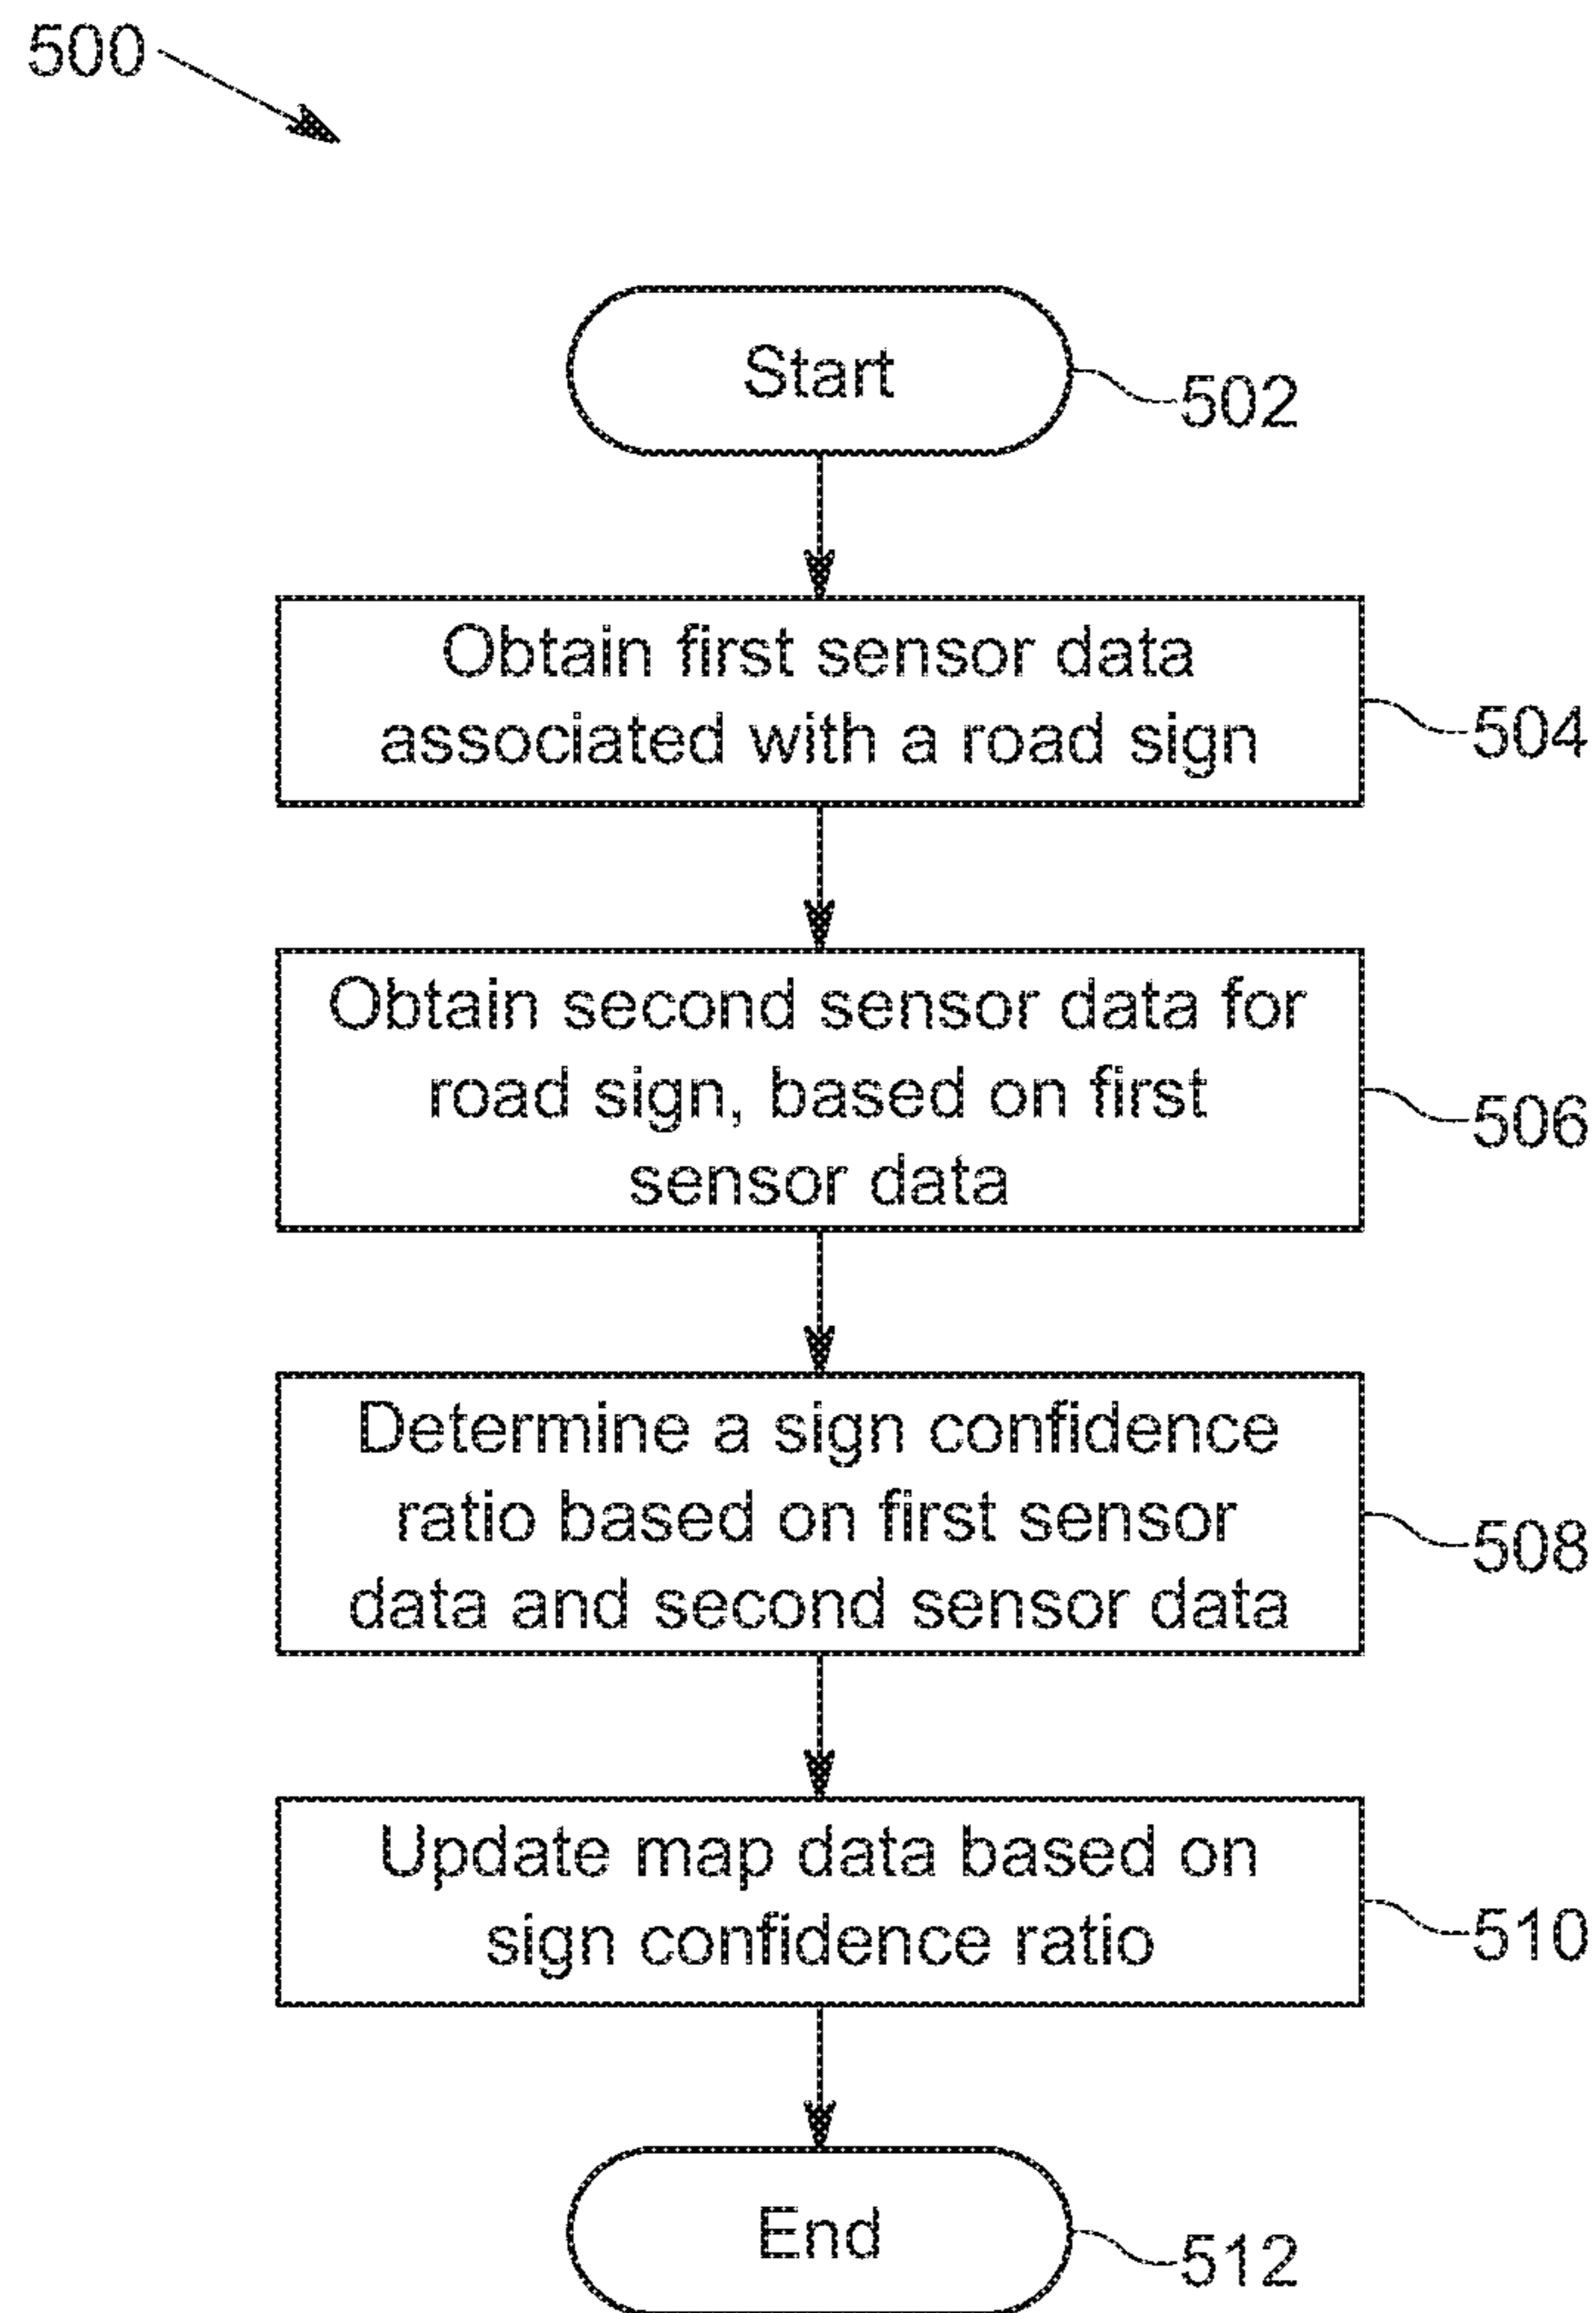 500
Start
502
Obtain first sensor data
associated with a road sign
504
Obtain second sensor data for
road sign, based on first
sensor data
506
Determine a sign confidence
ratio based on first sensor
data and second sensor data
508
Update map data based on
sign confidence ratio
510
End
512